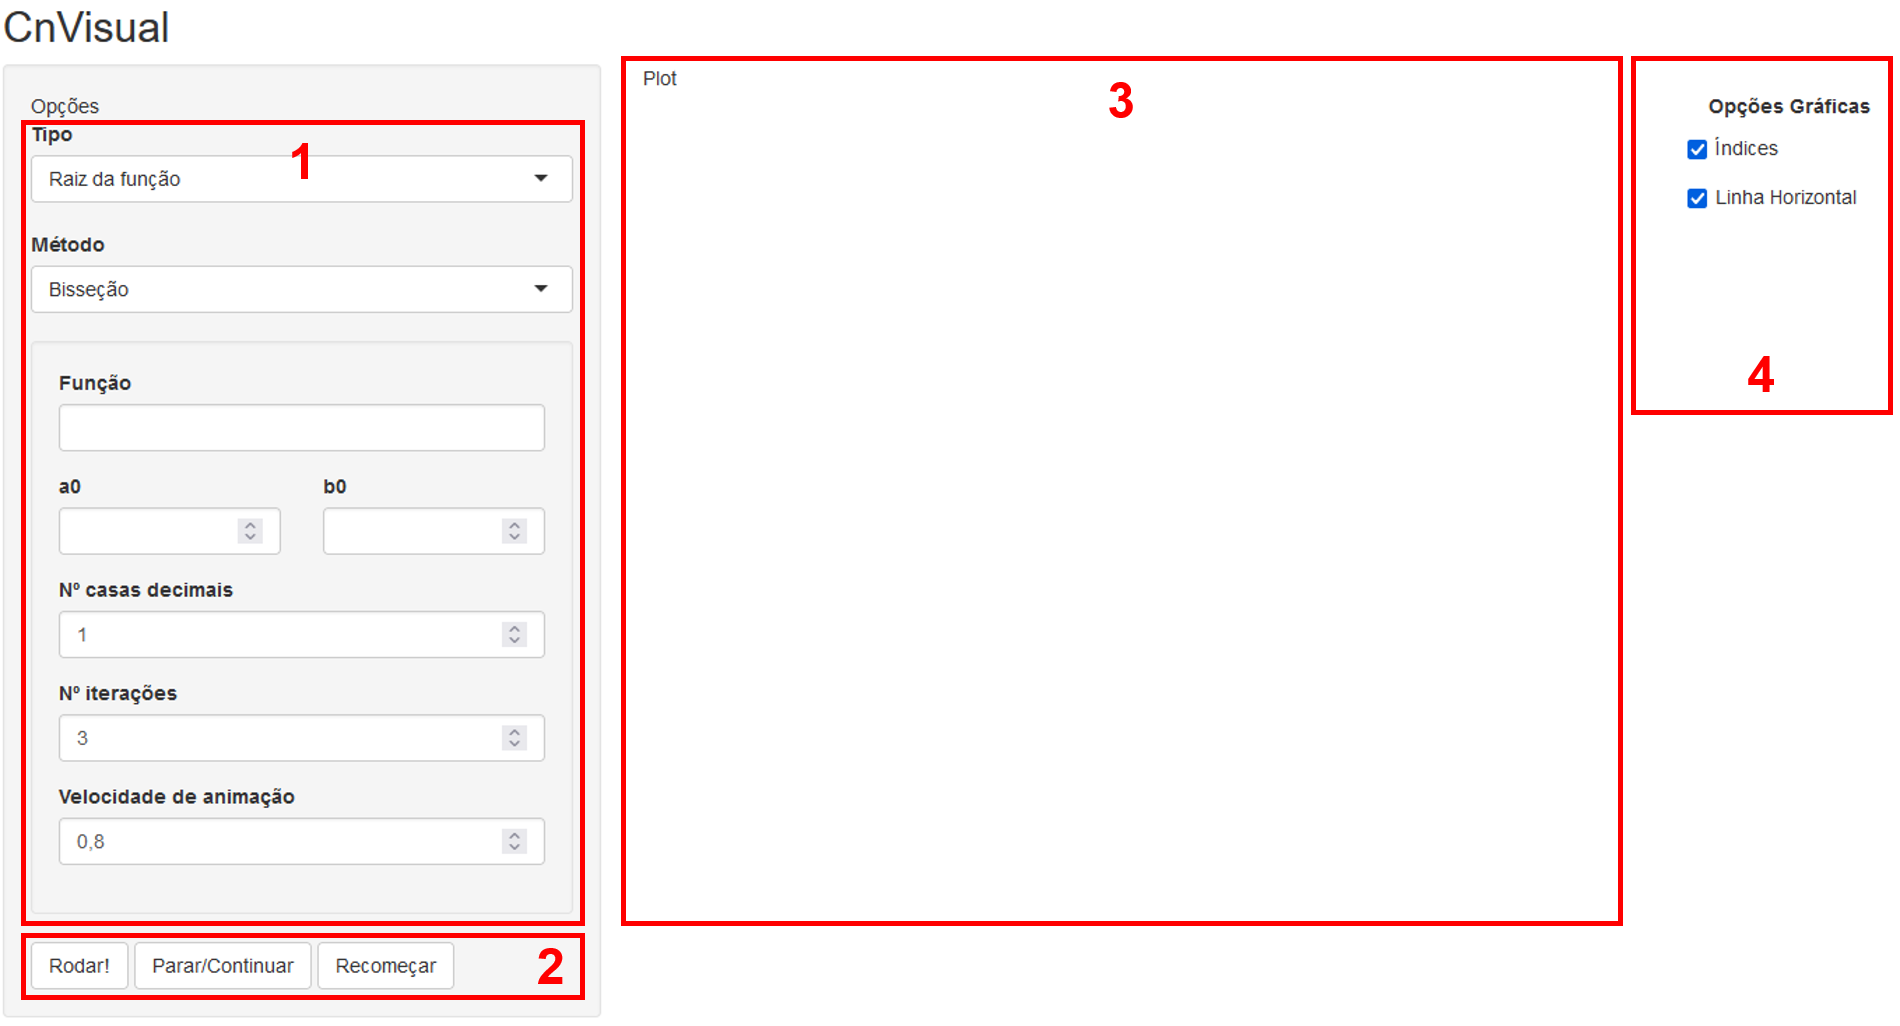 CnVisual
Opções
Tipo
1
Raiz da função
Método
Bisseção
Função
a0 b0
Nº casas decimais
1
Nº iterações
3
Velocidade de animação
0,8
Rodar! Parar/Continuar Recomeçar 2
Plot
3
Opções Gráficas
Índices
Linha Horizontal
4